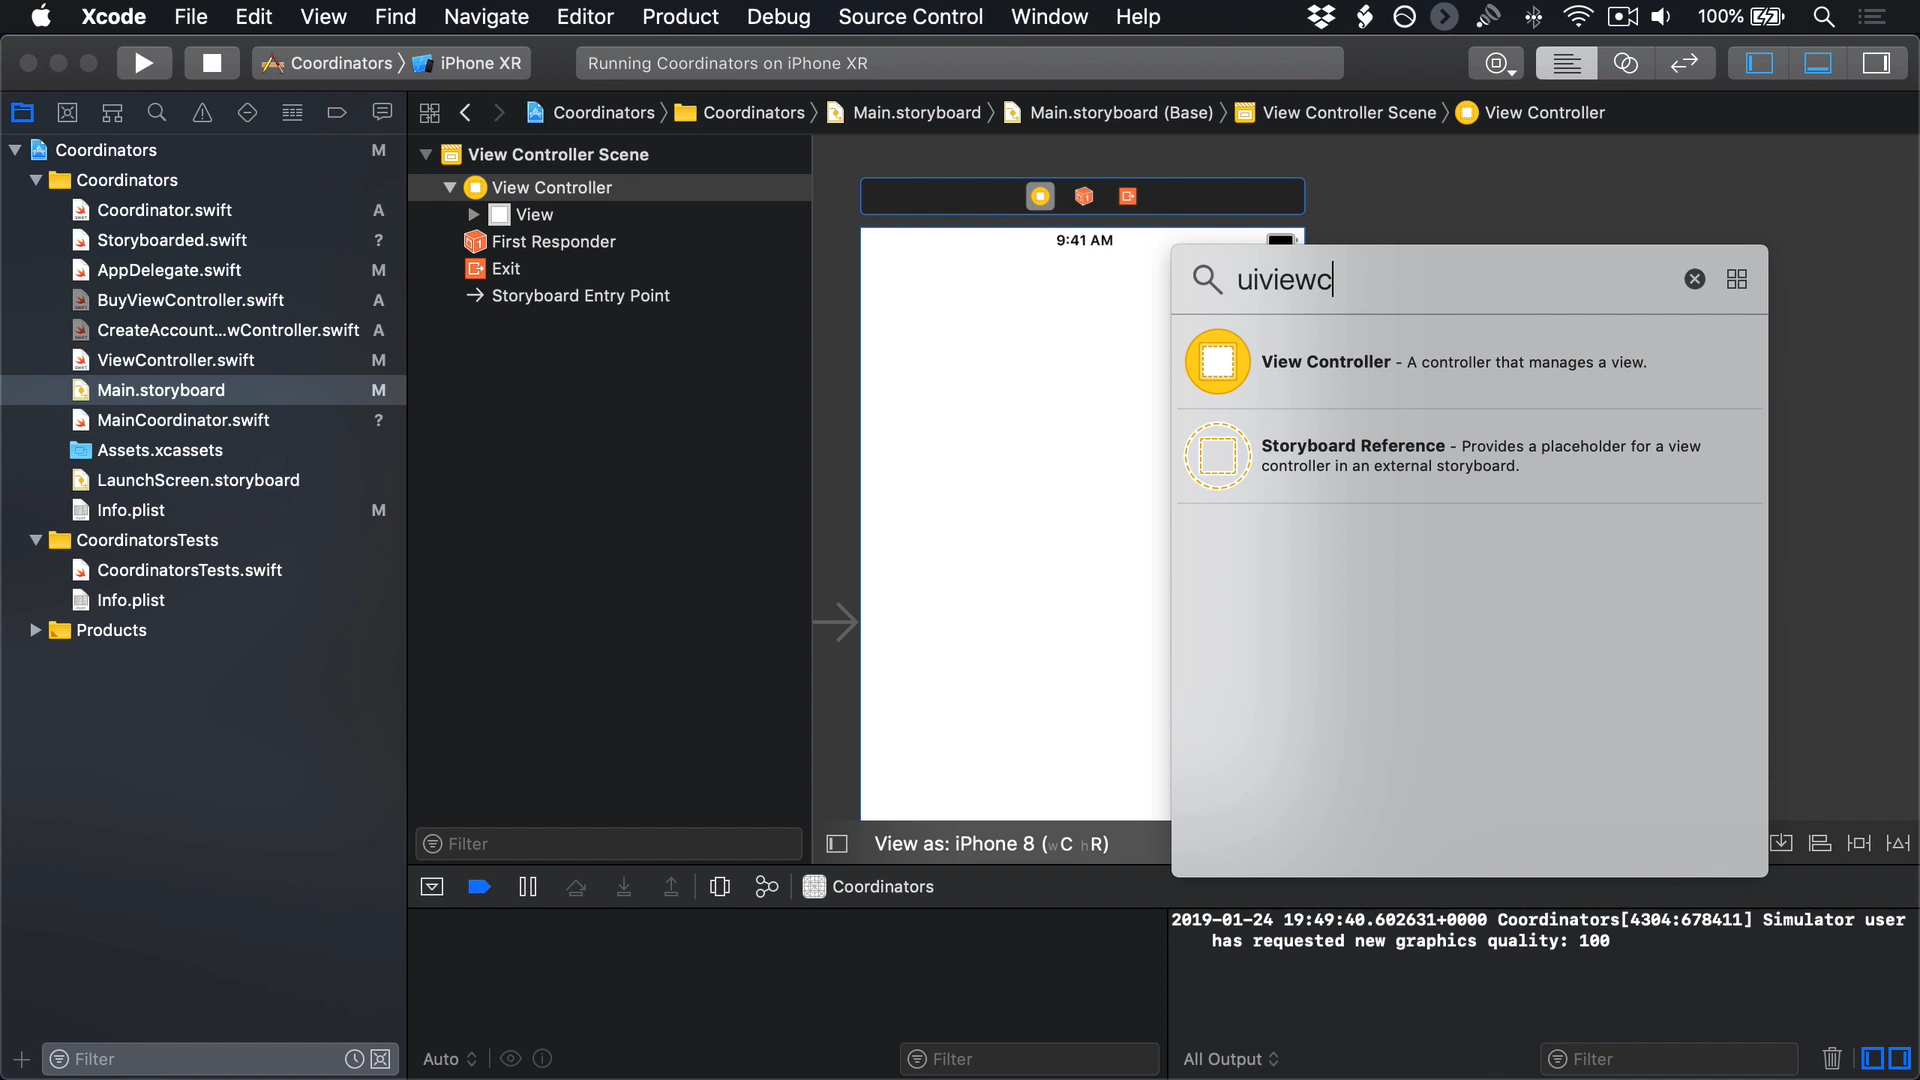 Xcode File Edit View Find Navigate Editor Product Debug Source Control Window Help 100%
Coordinators iPhone XR Running Coordinators on iPhone XR
Coordinators Coordinators Main.storyboard Main.storyboard (Base) View Controller Scene View Controller
Coordinators M
Coordinators
Coordinator.swift A
Storyboarded.swift ?
AppDelegate.swift M
BuyViewController.swift A
CreateAccount...wController.swift A
ViewController.swift M
Main.storyboard M
MainCoordinator.swift ?
Assets.xcassets
LaunchScreen.storyboard
Info.plist M
CoordinatorsTests
CoordinatorsTests.swift
Info.plist
Products
Filter
View Controller Scene
View Controller
View
First Responder
Exit
Storyboard Entry Point
Filter
9:41 AM
View as: iPhone 8 (wC hR)
uiviewc
View Controller - A controller that manages a view.
Storyboard Reference - Provides a placeholder for a view
controller in an external storyboard.
Coordinators
Auto
Filter
2019-01-24 19:49:40.602631+0000 Coordinators[4304:678411] Simulator user
has requested new graphics quality: 100
All Output
Filter